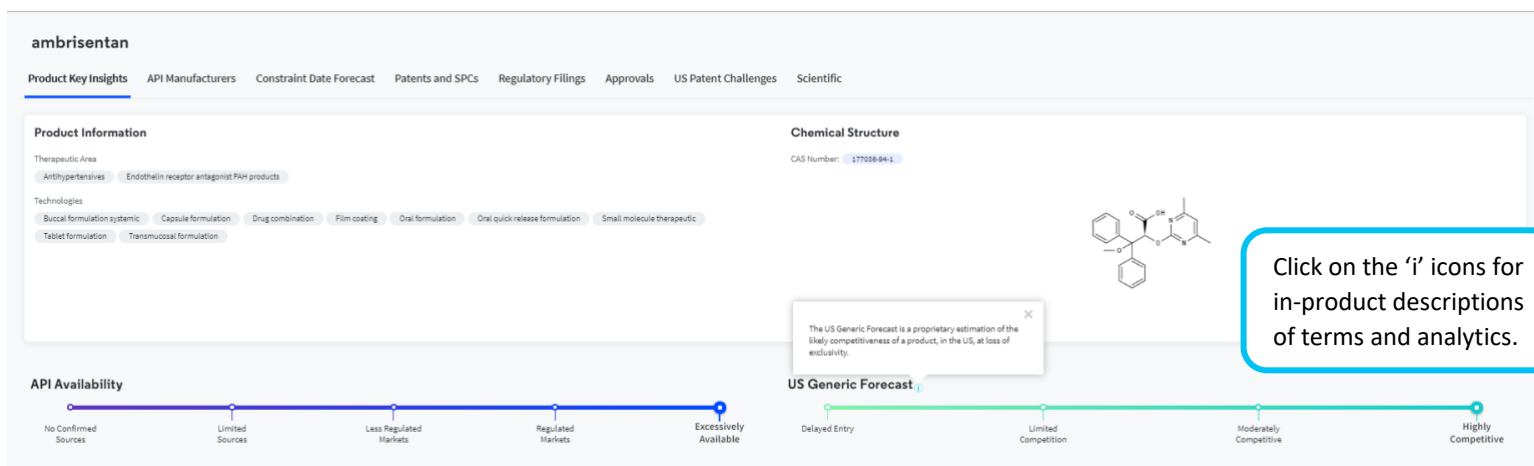 ambrisentan
Product Key Insights API Manufacturers Constraint Date Forecast Patents and SPCs Regulatory Filings Approvals US Patent Challenges Scientific
Product Information
Therapeutic Area
Antihypertensives Endothelin receptor antagonist PAH products
Technologies
Buccal formulation systemic Capsule formulation Drug combination Film coating Oral formulation Oral quick release formulation Small molecule therapeutic
Tablet formulation Transmucosal formulation
Chemical Structure
CAS Number: 177036-94-1
O OH
N
O N
O
Click on the ‘i’ icons for
in-product descriptions
of terms and analytics.
The US Generic Forecast is a proprietary estimation of the
likely competitiveness of a product, in the US, at loss of
exclusivity.
API Availability
No Confirmed
Sources
Limited
Sources
Less Regulated
Markets
Regulated
Markets
Excessively
Available
US Generic Forecast i
Delayed Entry
Limited
Competition
Moderately
Competitive
Highly
Competitive